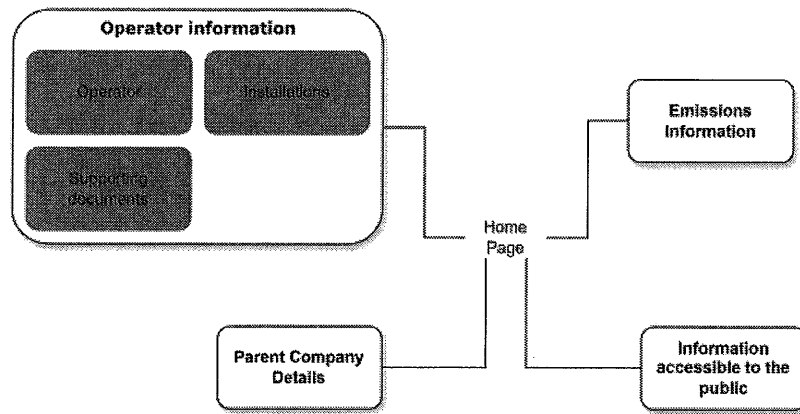 Operator information
Operator
Installations
Supporting
documents
Emissions
Information
Home
Page
Parent Company
Details
Information
accessible to the
public